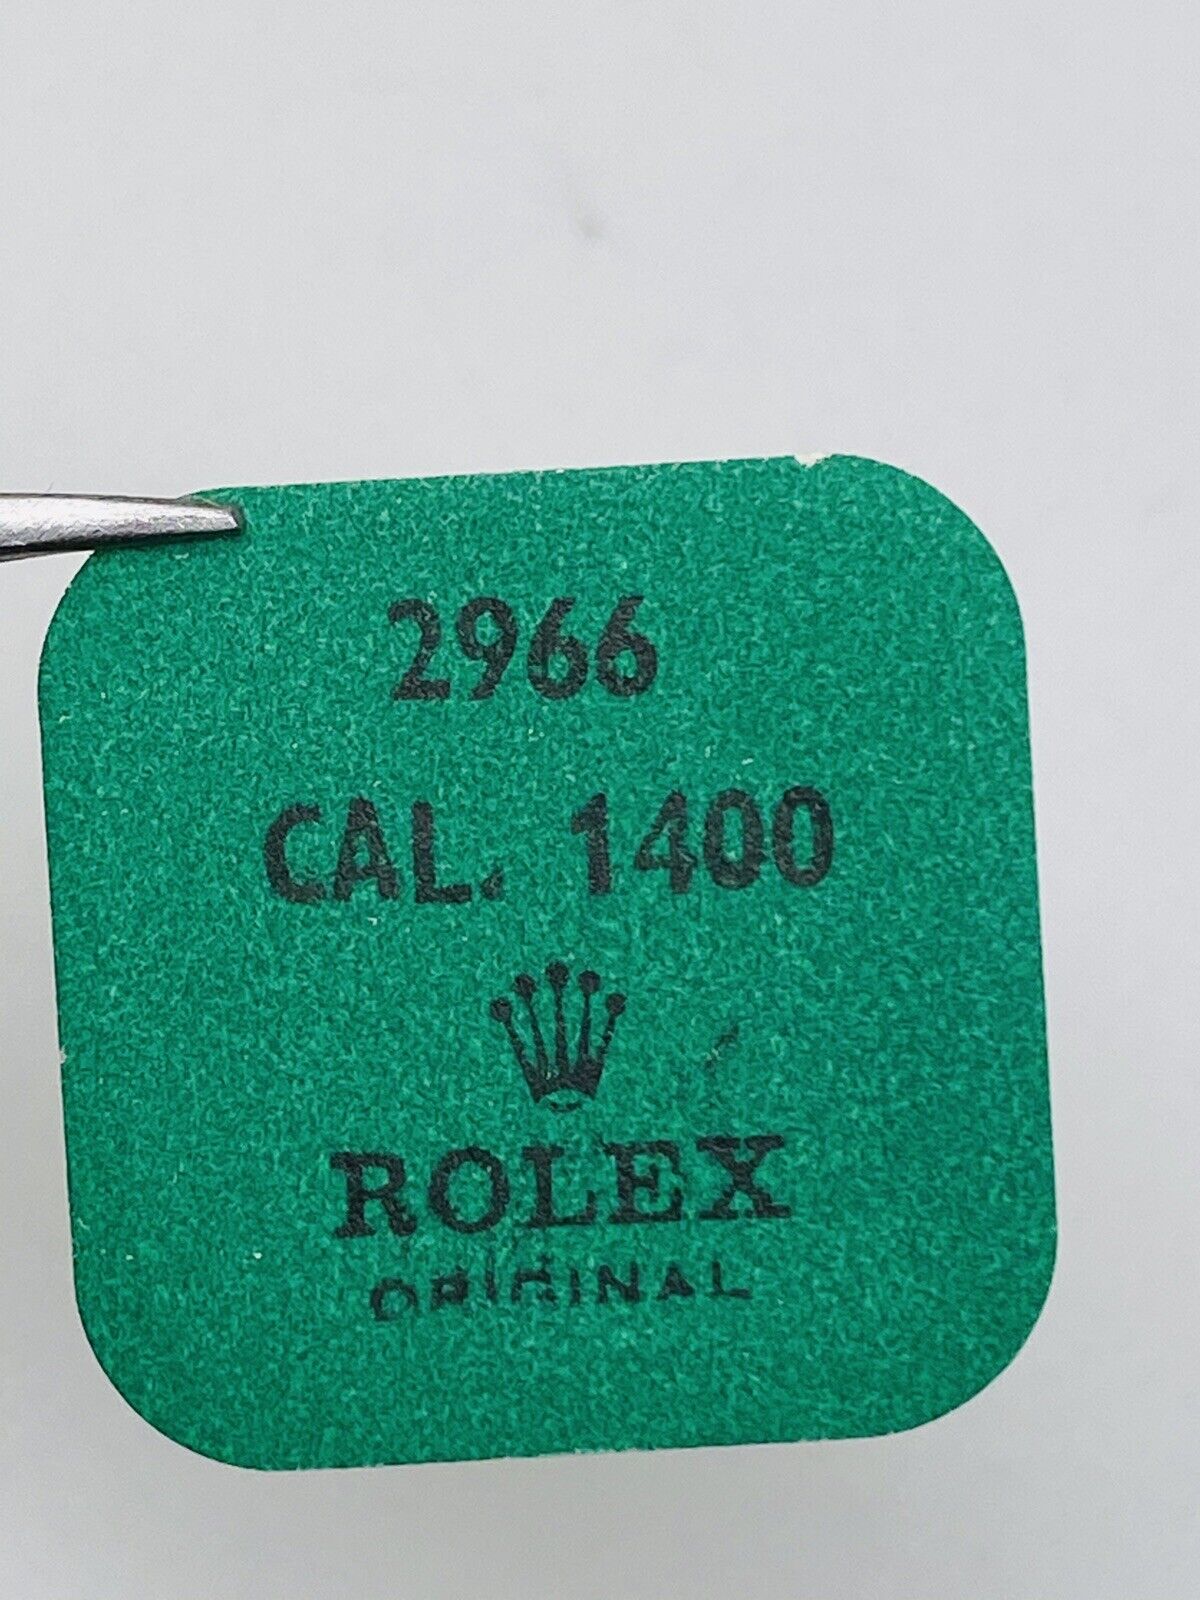 2966
CAL. 1400
ROLEX
ORIGINAL